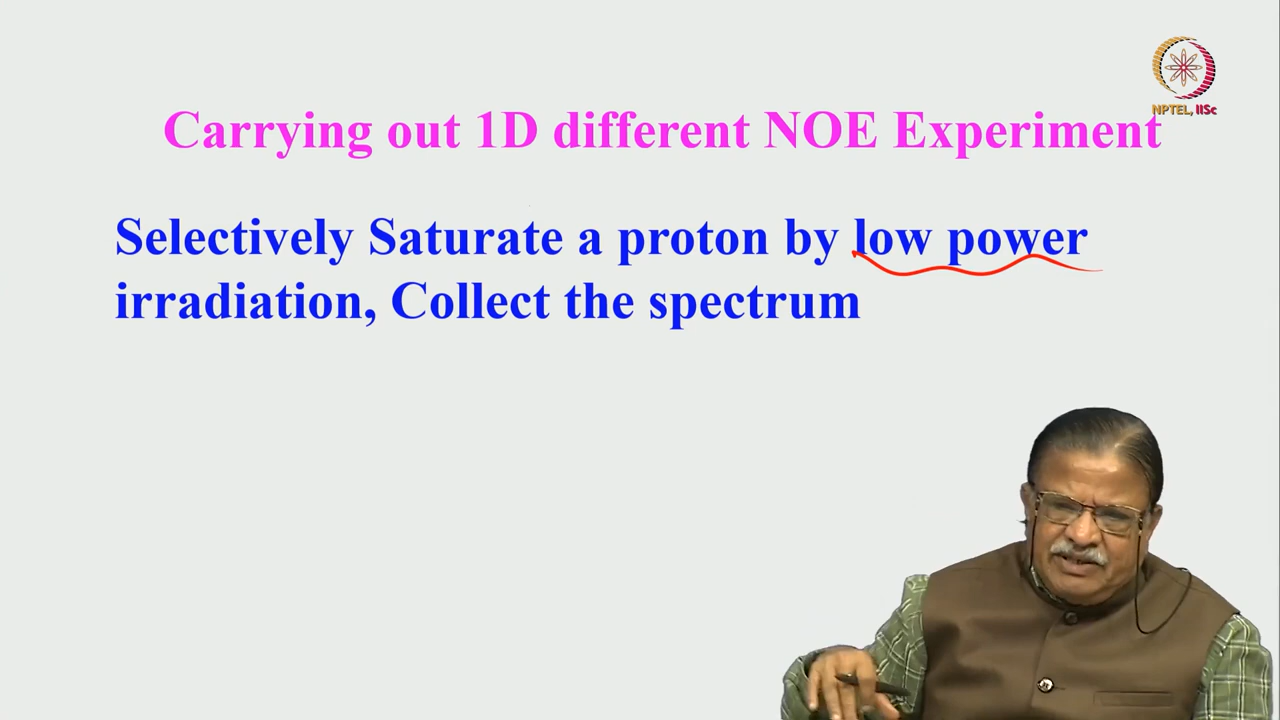 NPTEL, IISc
Carrying out 1D different NOE Experiment
Selectively Saturate a proton by low power
irradiation, Collect the spectrum